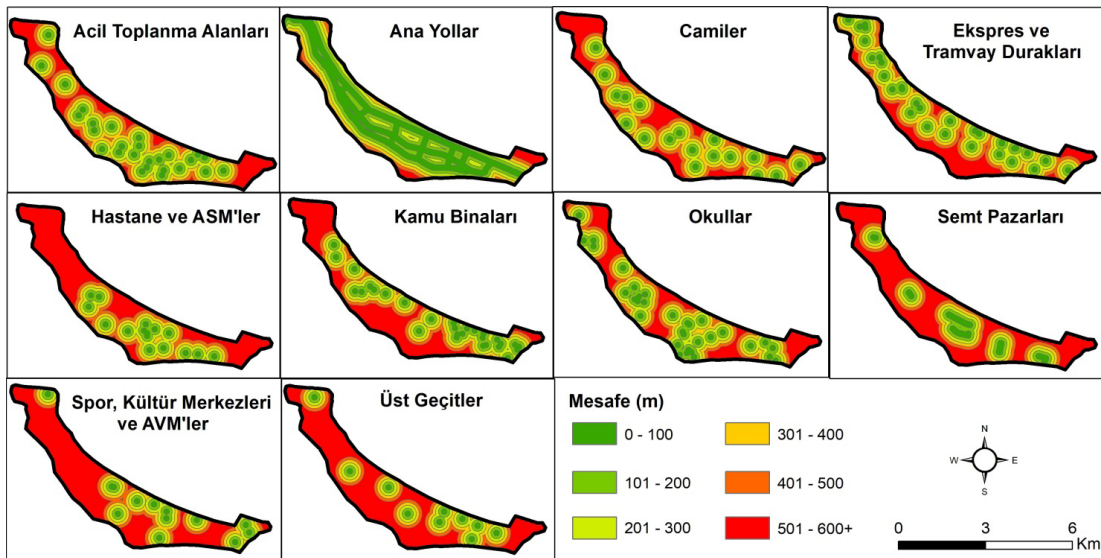 Acil Toplanma Alanları
Ana Yollar
Camiler
Ekspres ve
Tramvay Durakları
Hastane ve ASM'ler
Kamu Binaları
Okullar
Semt Pazarları
Spor, Kültür Merkezleri
ve AVM'ler
Üst Geçitler
Mesafe (m)
0 - 100
301 - 400
101 - 200
401 - 500
201 - 300
501 - 600+
N
W
E
S
0 3 6
Km